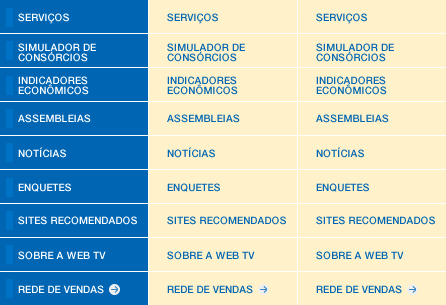 SERVIÇOS SERVIÇOS SERVIÇOS
SIMULADOR DE SIMULADOR DE SIMULADOR DE
CONSÓRCIOS CONSÓRCIOS CONSÓRCIOS
INDICADORES INDICADORES INDICADORES
ECONÔMICOS ECONÔMICOS ECONÔMICOS
ASSEMBLEIAS ASSEMBLEIAS ASSEMBLEIAS
NOTÍCIAS NOTÍCIAS NOTÍCIAS
ENQUETES ENQUETES ENQUETES
SITES RECOMENDADOS SITES RECOMENDADOS SITES RECOMENDADOS
SOBRE A WEB TV SOBRE A WEB TV SOBRE A WEB TV
REDE DE VENDAS REDE DE VENDAS REDE DE VENDAS